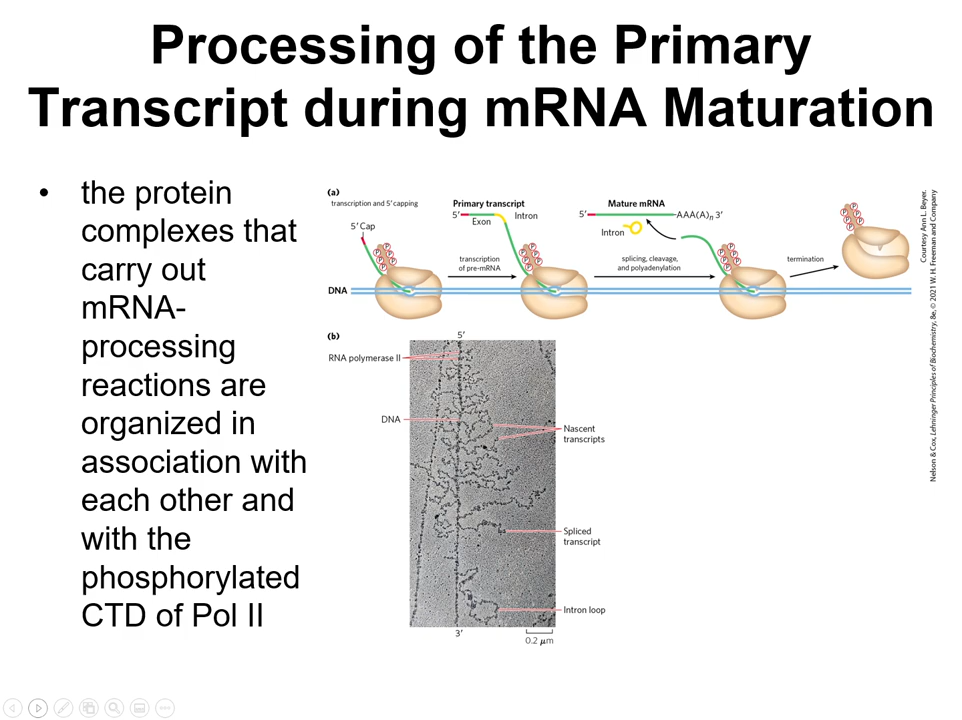 Processing of the Primary
Transcript during mRNA Maturation
• the protein
complexes that
carry out
mRNA-
processing
reactions are
organized in
association with
each other and
with the
phosphorylated
CTD of Pol II
(a)
transcription and 5′ capping
5′ Cap
P P P P P
Primary transcript
5′
Exon
Intron
transcription
of pre-mRNA
P P P P P
Mature mRNA
5′
AAA(A)n 3′
Intron
splicing, cleavage,
and polyadenylation
P P P P P
termination
P P P P P
DNA
(b)
5′
RNA polymerase II
DNA
Nascent
transcripts
Spliced
transcript
Intron loop
3′
0.2 μm
Courtesy Ann L. Beyer.
Nelson & Cox, Lehninger Principles of Biochemistry, 8e, © 2021 W. H. Freeman and Company